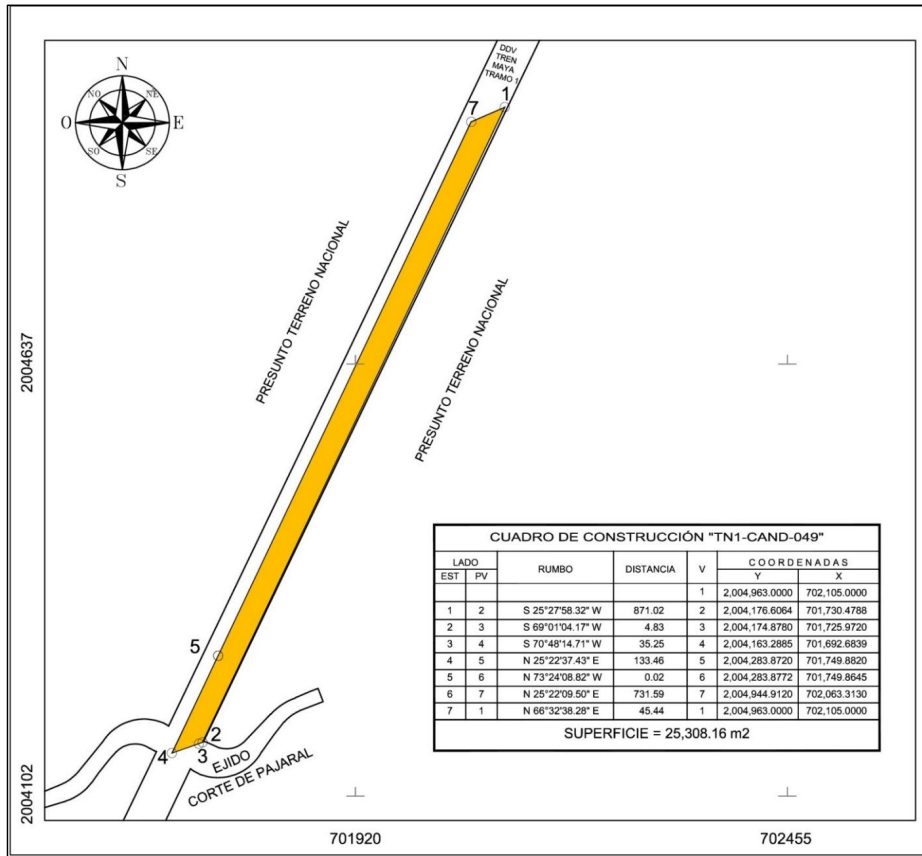 DDV
TREN
MAYA
TRAMO 1
N
NO
NE
O
E
SO
SE
S
7
1
PRESUNTO TERRENO NACIONAL
PRESUNTO TERRENO NACIONAL
2004637
5
2
4
3
EJIDO
CORTE DE PAJARAL
2004102
701920
702455
CUADRO DE CONSTRUCCIÓN "TN1-CAND-049"
LADO RUMBO DISTANCIA V COORDENADAS
EST PV Y X
1 2,004,963.0000 702,105.0000
1 2 S 25°27'58.32" W 871.02 2 2,004,176.6064 701,730.4788
2 3 S 69°01'04.17" W 4.83 3 2,004,174.8780 701,725.9720
3 4 S 70°48'14.71" W 35.25 4 2,004,163.2885 701,692.6839
4 5 N 25°22'37.43" E 133.46 5 2,004,283.8720 701,749.8820
5 6 N 73°24'08.82" W 0.02 6 2,004,283.8772 701,749.8645
6 7 N 25°22'09.50" E 731.59 7 2,004,944.9120 702,063.3130
7 1 N 66°32'38.28" E 45.44 1 2,004,963.0000 702,105.0000
SUPERFICIE = 25,308.16 m2